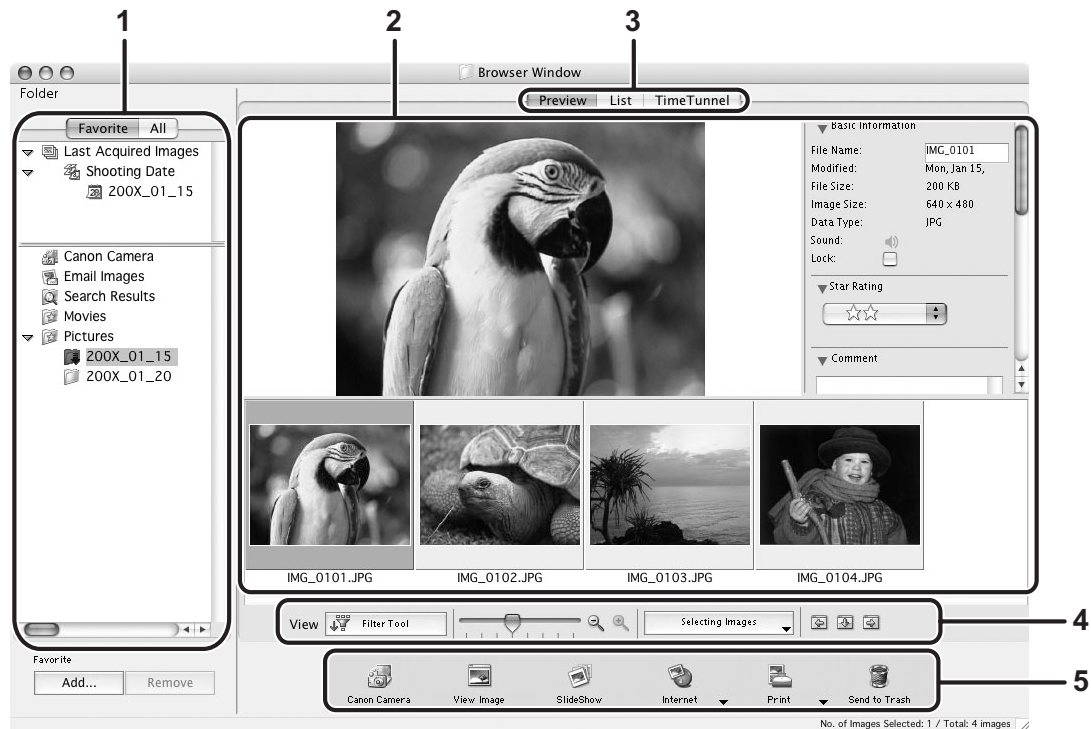 1 2 3
Browser Window
Folder
Preview List TimeTunnel
Favorite All
Last Acquired Images
Shooting Date
200X_01_15
Canon Camera
Email Images
Search Results
Movies
Pictures
200X_01_15
200X_01_20
Basic Information
File Name: IMG_0101
Modified: Mon, Jan 15,
File Size: 200 KB
Image Size: 640 x 480
Data Type: JPG
Sound:
Lock:
Star Rating
Comment
IMG_0101.JPG IMG_0102.JPG IMG_0103.JPG IMG_0104.JPG
View Filter Tool Selecting Images
4
Favorite
Add... Remove
Canon Camera View Image SlideShow Internet Print Send to Trash
5
No. of Images Selected: 1 / Total: 4 images